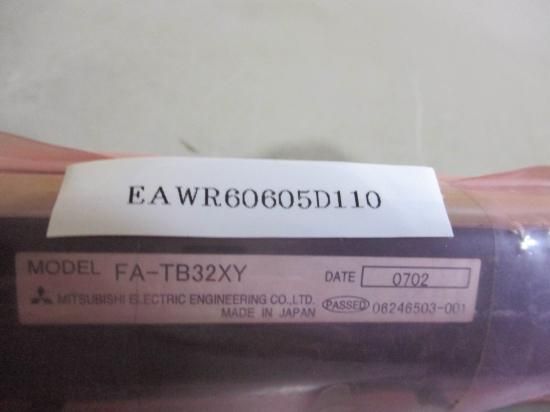 EAWR60605D110
MODEL FA-TB32XY DATE 0702
MITSUBISHI ELECTRIC ENGINEERING CO.,LTD. PASSED 06246503-001
MADE IN JAPAN